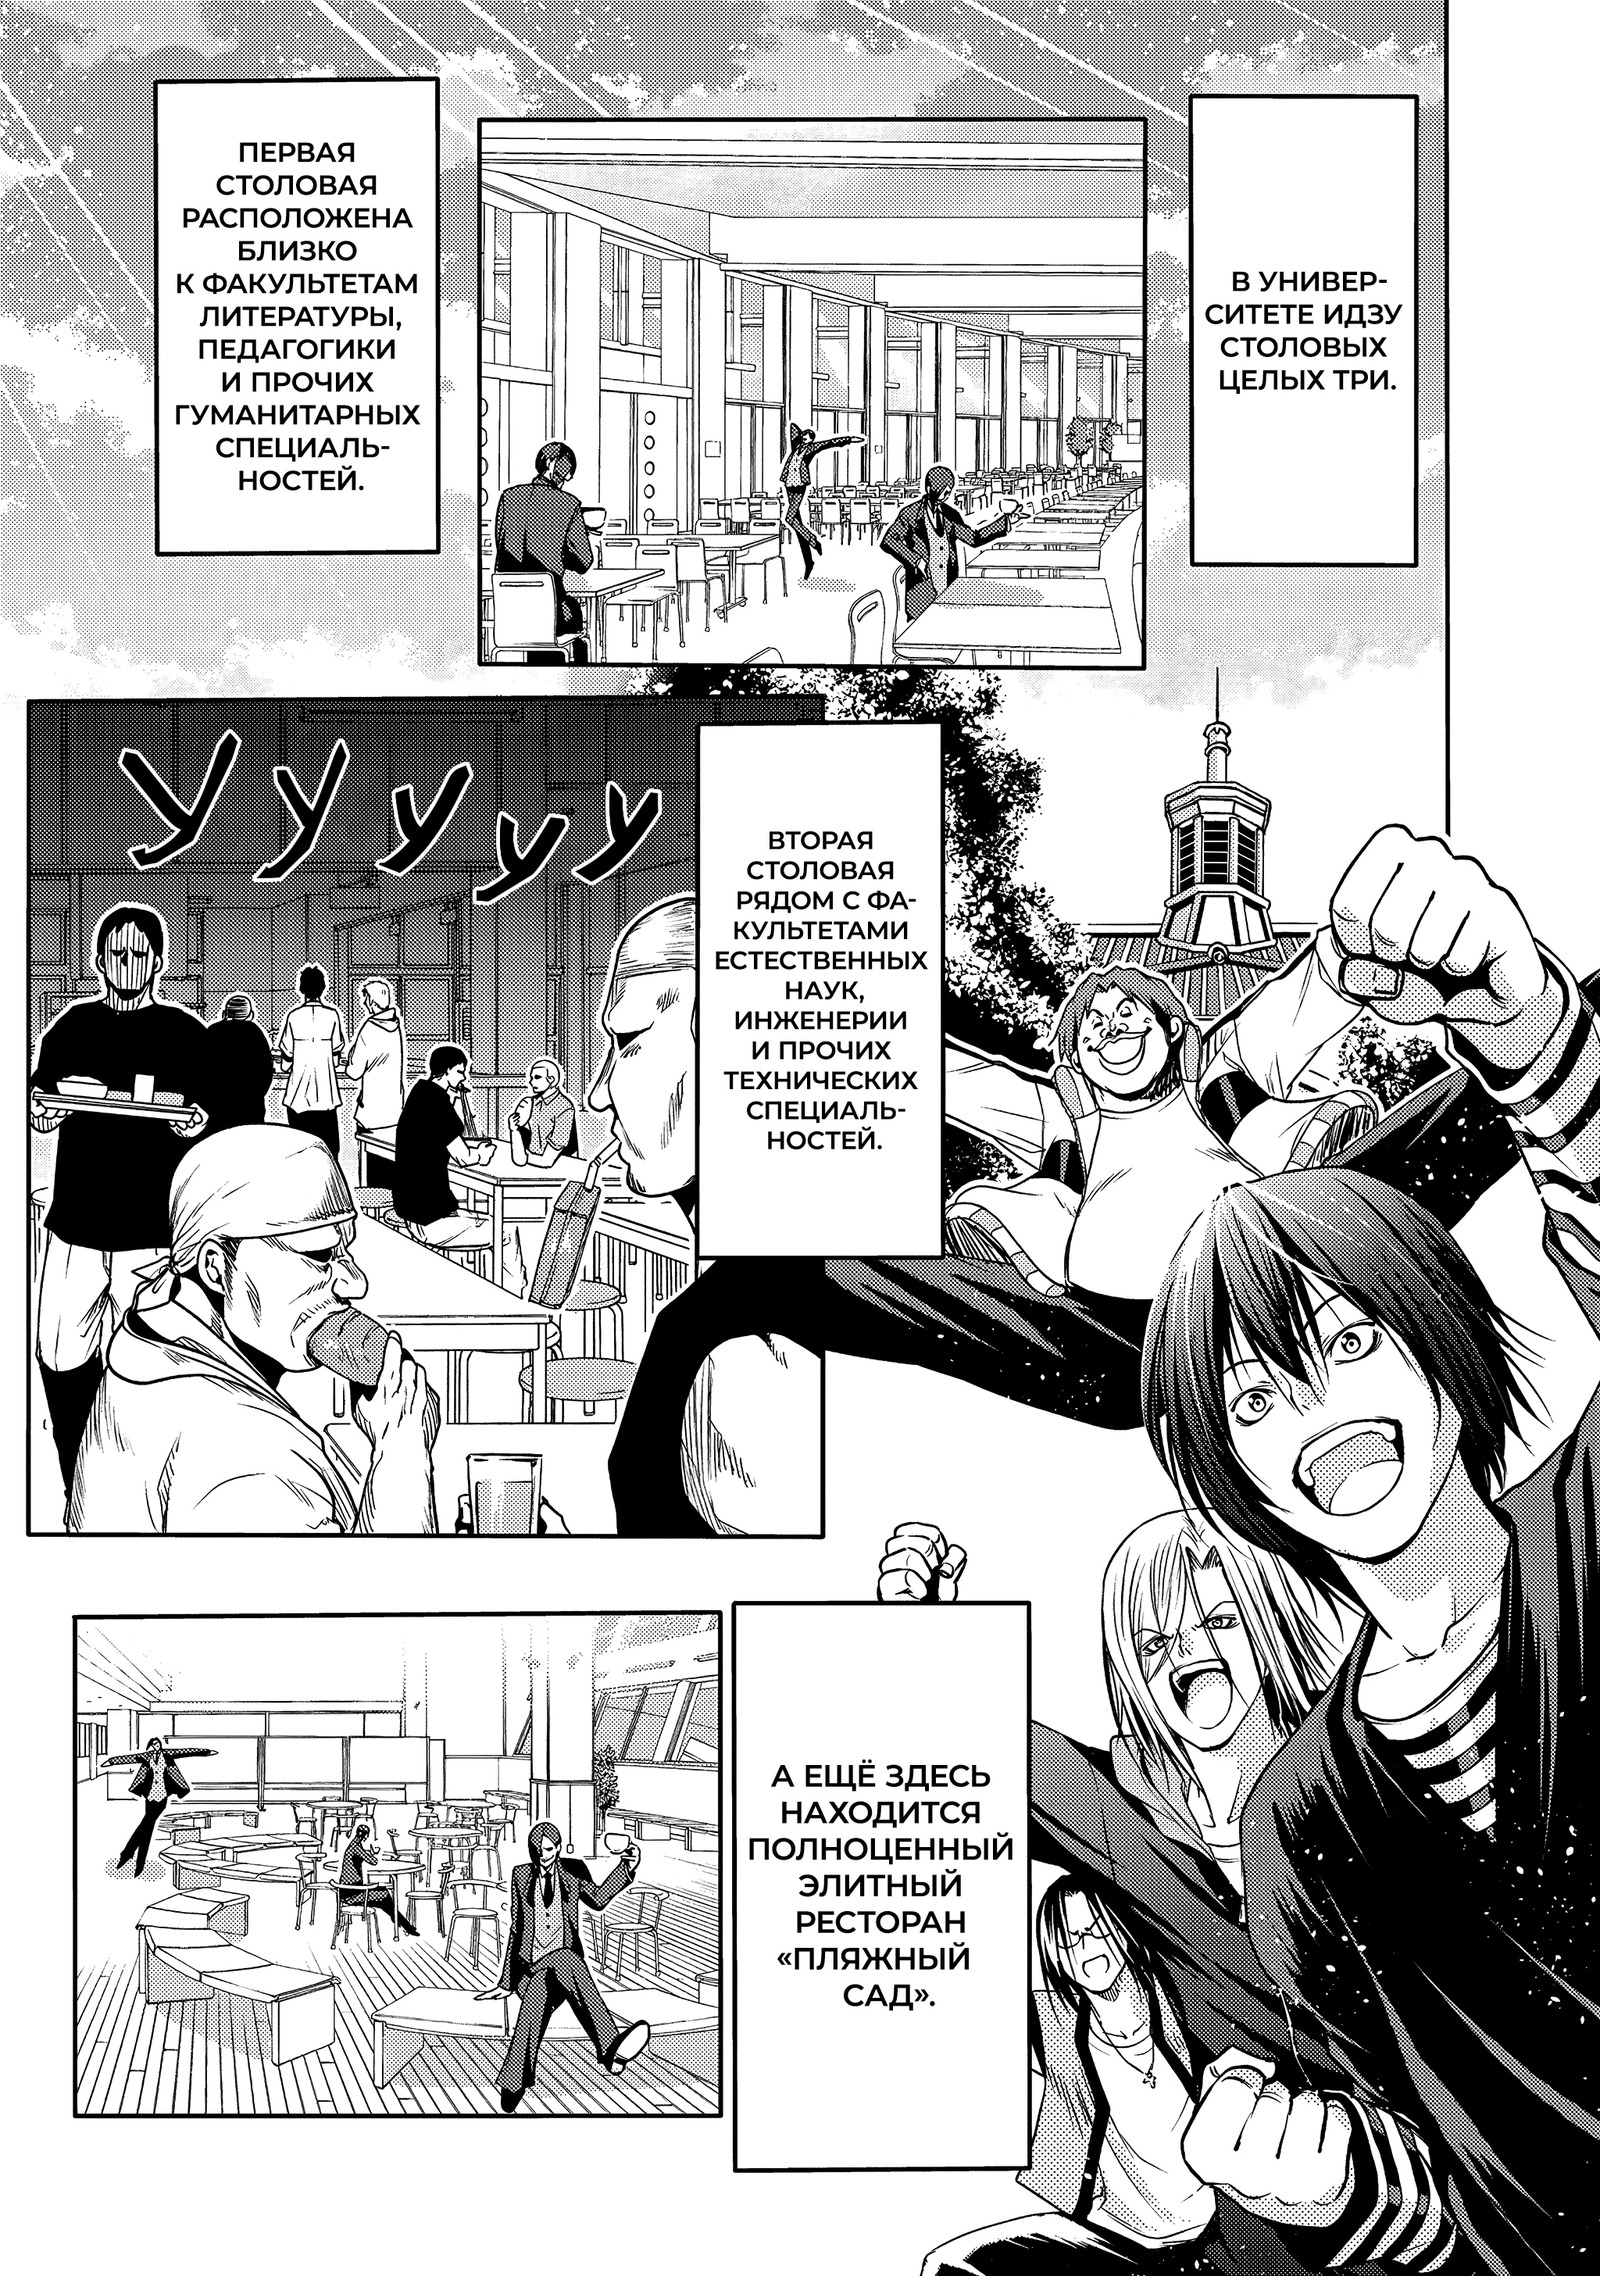 В УНИВЕР-
СИТЕТЕ ИДЗУ
СТОЛОВЫХ
ЦЕЛЫХ ТРИ.
ПЕРВАЯ
СТОЛОВАЯ
РАСПОЛОЖЕНА
БЛИЗКО
К ФАКУЛЬТЕТАМ
ЛИТЕРАТУРЫ,
ПЕДАГОГИКИ
И ПРОЧИХ
ГУМАНИТАРНЫХ
СПЕЦИАЛЬ-
НОСТЕЙ.
ВТОРАЯ
СТОЛОВАЯ
РЯДОМ С ФА-
КУЛЬТЕТАМИ
ЕСТЕСТВЕННЫХ
НАУК,
ИНЖЕНЕРИИ
И ПРОЧИХ
ТЕХНИЧЕСКИХ
СПЕЦИАЛЬ-
НОСТЕЙ.
УУУУУ
А ЕЩЁ ЗДЕСЬ
НАХОДИТСЯ
ПОЛНОЦЕННЫЙ
ЭЛИТНЫЙ
РЕСТОРАН
«ПЛЯЖНЫЙ
САД».